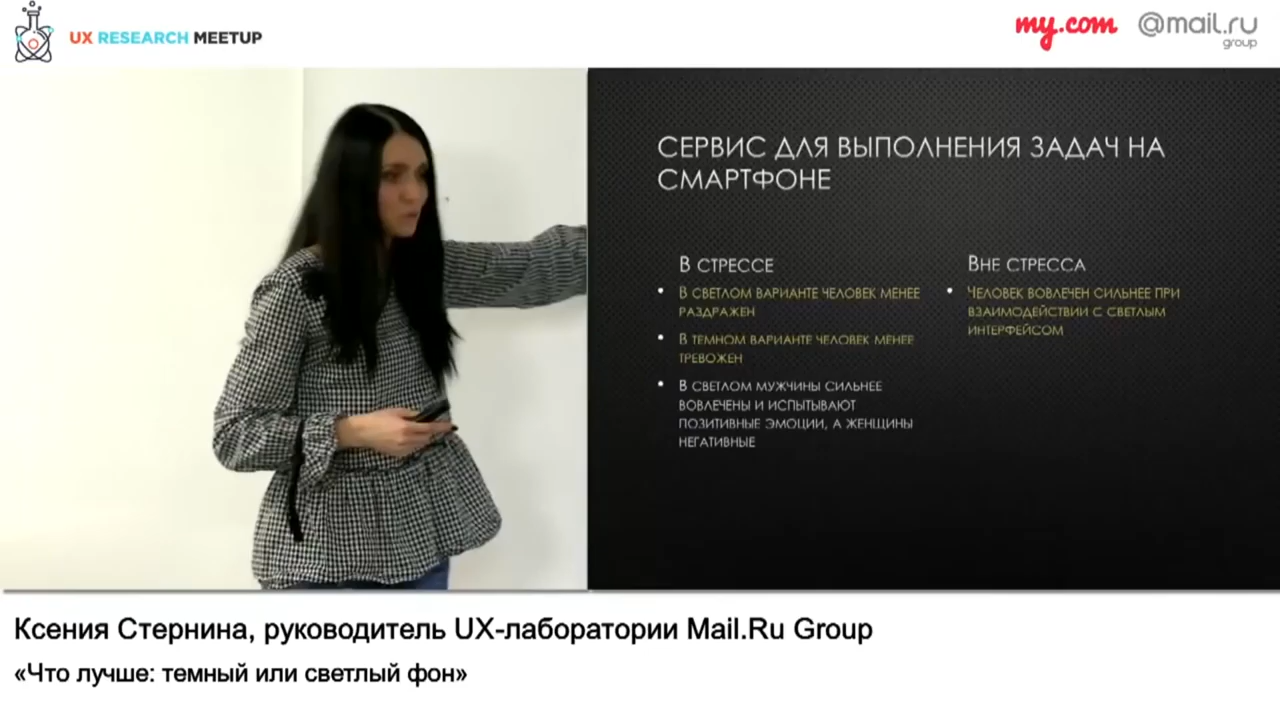 UX RESEARCH MEETUP
my.com
@mail.ru
group
СЕРВИС ДЛЯ ВЫПОЛНЕНИЯ ЗАДАЧ НА
СМАРТФОНЕ
В СТРЕССЕ
• В СВЕТЛОМ ВАРИАНТЕ ЧЕЛОВЕК МЕНЕЕ
РАЗДРАЖЕН
• В ТЕМНОМ ВАРИАНТЕ ЧЕЛОВЕК МЕНЕЕ
ТРЕВОЖЕН
• В СВЕТЛОМ МУЖЧИНЫ СИЛЬНЕЕ
ВОВЛЕЧЕНЫ И ИСПЫТЫВАЮТ
ПОЗИТИВНЫЕ ЭМОЦИИ, А ЖЕНЩИНЫ
НЕГАТИВНЫЕ
ВНЕ СТРЕССА
• ЧЕЛОВЕК ВОВЛЕЧЕН СИЛЬНЕЕ ПРИ
ВЗАИМОДЕЙСТВИИ С СВЕТЛЫМ
ИНТЕРФЕЙСОМ
Ксения Стернина, руководитель UX-лаборатории Mail.Ru Group
«Что лучше: темный или светлый фон»